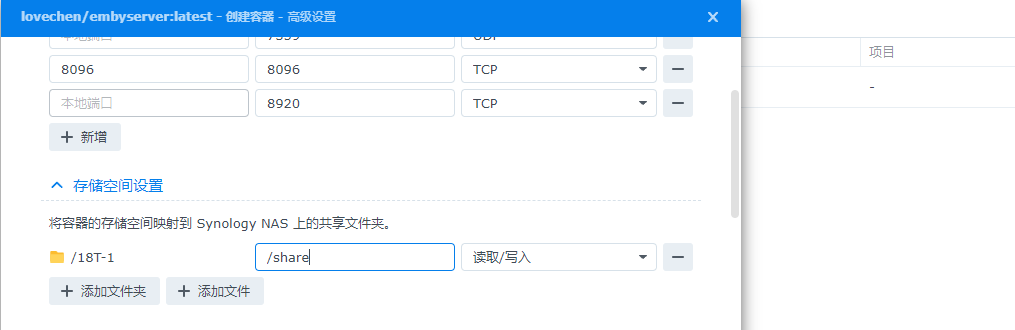 lovechen/embyserver:latest - 创建容器 - 高级设置
本地端口 7359 UDP
项目
8096 8096 TCP
-
本地端口 8920 TCP
新增
存储空间设置
将容器的存储空间映射到 Synology NAS 上的共享文件夹。
/18T-1 /share 读取/写入
添加文件夹 添加文件